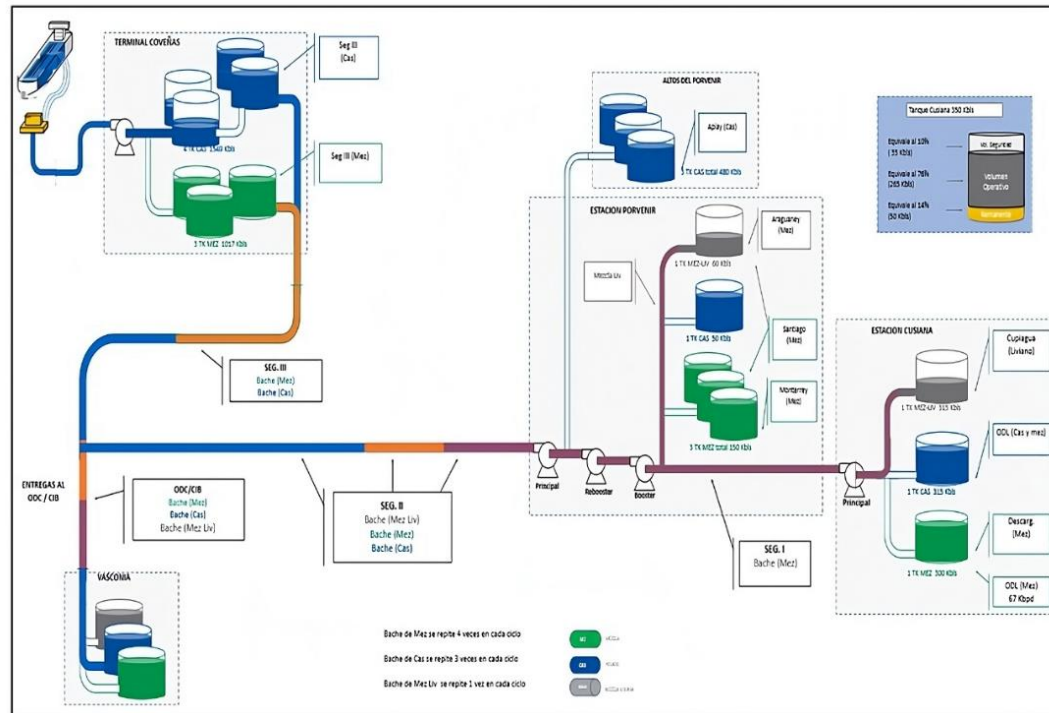 TERMINAL COVEÑAS
Seg III
(Cas)
4 TK CAS 1549 Kbls
Seg III (Mez)
3 TK MEZ 1017 Kbls
ALTOS DEL PORVENIR
Apiay (Cas)
3 TK CAS total 480 Kbls
Tanque Cusiana 350 Kbls
Equivale al 10%
( 35 Kbls)
Vol. Seguridad
Equivale al 76%
(265 Kbls)
Volumen
Operativo
Equivale al 14%
(50 Kbls)
Remanente
ESTACION PORVENIR
Mezcla Liv
Araguaney
(Mez)
1 TK MEZ-LIV 60 Kbls
1 TK CAS 50 Kbls
Santiago
(Mez)
Monterrey
(Mez)
3 TK MEZ total 150 Kbls
ESTACION CUSIANA
Cupiagua
(Liviano)
1 TK MEZ-LIV 315 Kbls
ODL (Cas y mez)
1 TK CAS 315 Kbls
Descarg.
(Mez)
1 TK MEZ 300 Kbls
ODL (Mez)
67 Kbpd
SEG. III
Bache (Mez)
Bache (Cas)
Principal
Rebooster
Booster
Principal
ENTREGAS AL
ODC / CIB
ODC/CIB
Bache (Mez)
Bache (Cas)
Bache (Mez Liv)
SEG. II
Bache (Mez Liv)
Bache (Mez)
Bache (Cas)
SEG. I
Bache (Mez)
VASCONIA
Bache de Mez se repite 4 veces en cada ciclo
MEZCLA
Bache de Cas se repite 3 veces en cada ciclo
CAS
Bache de Mez Liv se repite 1 vez en cada ciclo